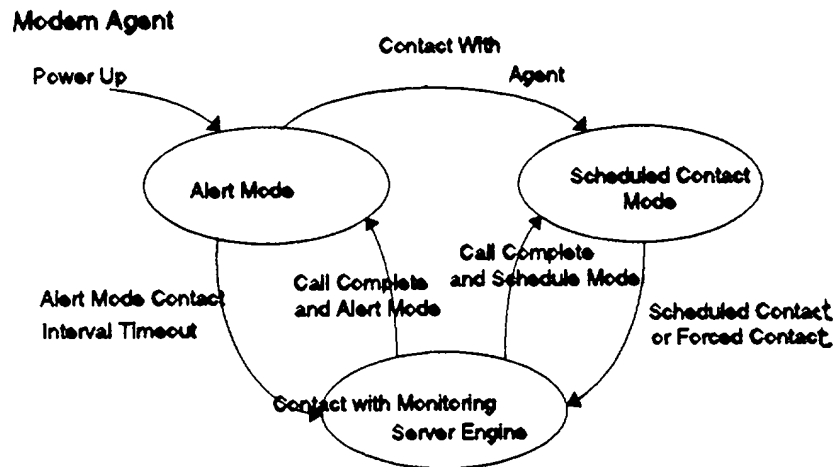 Modem Agent
Contact With
Agent
Power Up
Alert Mode
Scheduled Contact
Mode
Call Complete
and Schedule Mode
Call Complete
and Alert Mode
Alert Mode Contact
Interval Timeout
Scheduled Contact
or Forced Contact
Contact with Monitoring
Server Engine